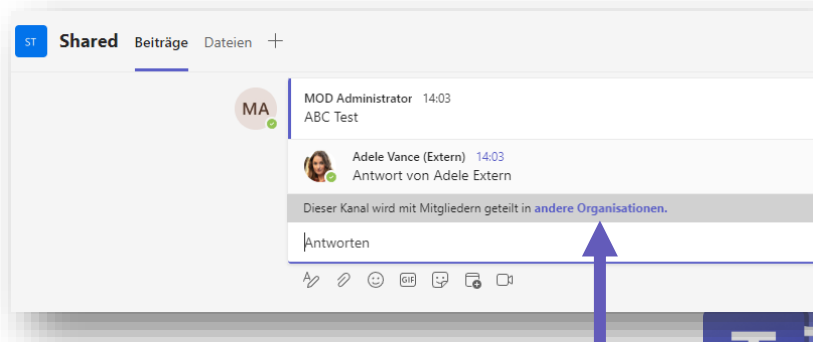 ST Shared Beiträge Dateien +
MA
MOD Administrator 14:03
ABC Test
Adele Vance (Extern) 14:03
Antwort von Adele Extern
Dieser Kanal wird mit Mitgliedern geteilt in andere Organisationen.
Antworten
GIF